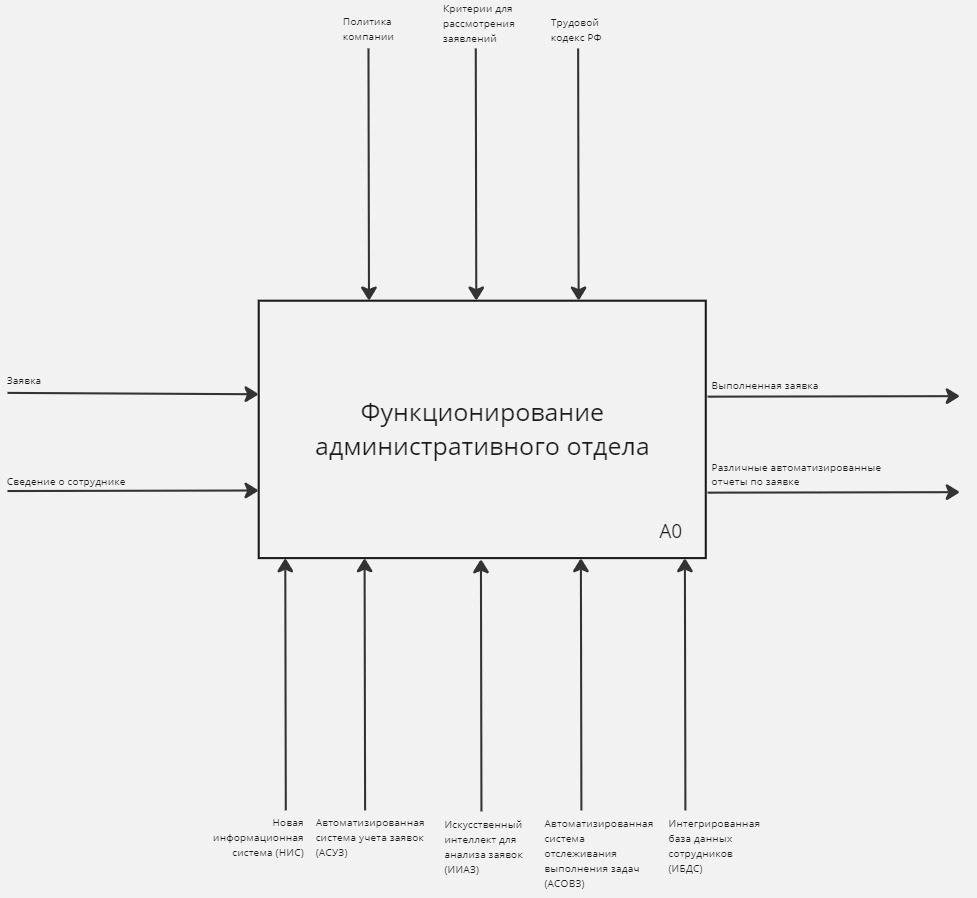 Политика
компании
Критерии для
рассмотрения
заявлений
Трудовой
кодекс РФ
Заявка
Сведение о сотруднике
Функционирование
административного отдела
A0
Выполненная заявка
Различные автоматизированные
отчеты по заявке
Новая
информационная
система (НИС)
Автоматизированная
система учета заявок
(АСУЗ)
Искусственный
интеллект для
анализа заявок
(ИИАЗ)
Автоматизированная
система
отслеживания
выполнения задач
(АСОВЗ)
Интегрированная
база данных
сотрудников
(ИБДС)